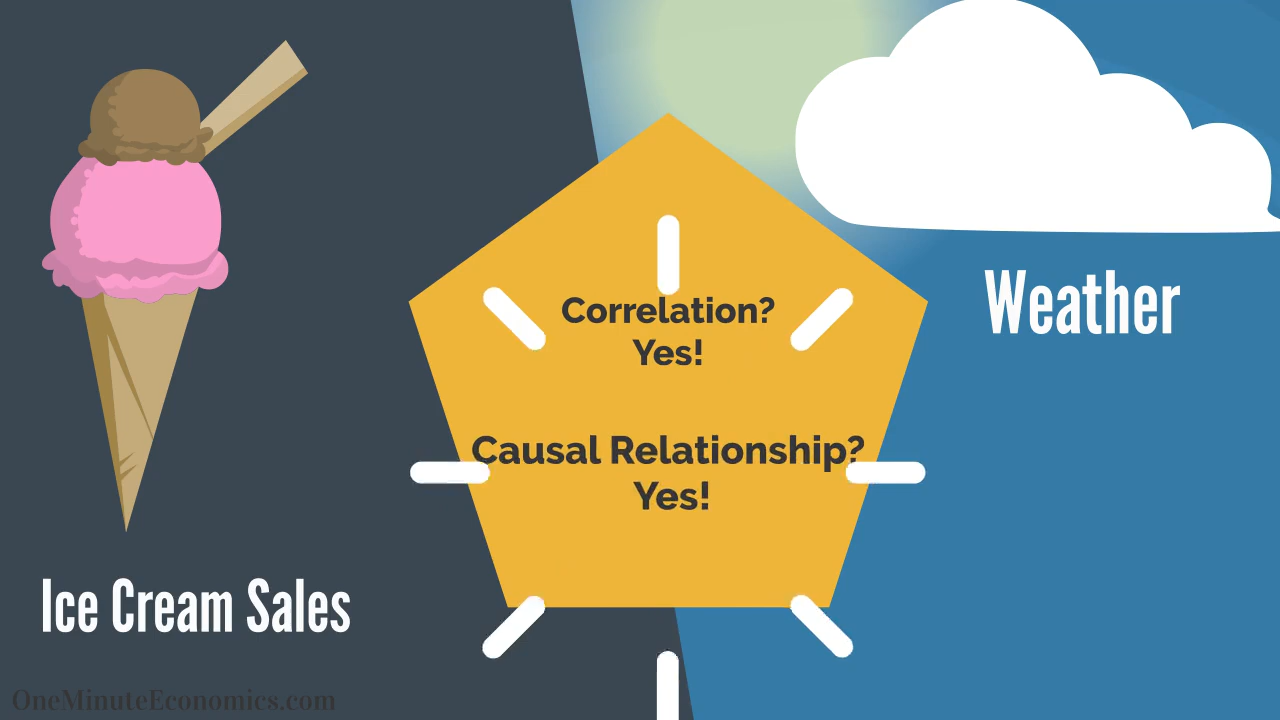 Correlation?
Yes!
Causal Relationship?
Yes!
Weather
Ice Cream Sales
OneMinuteEconomics.com